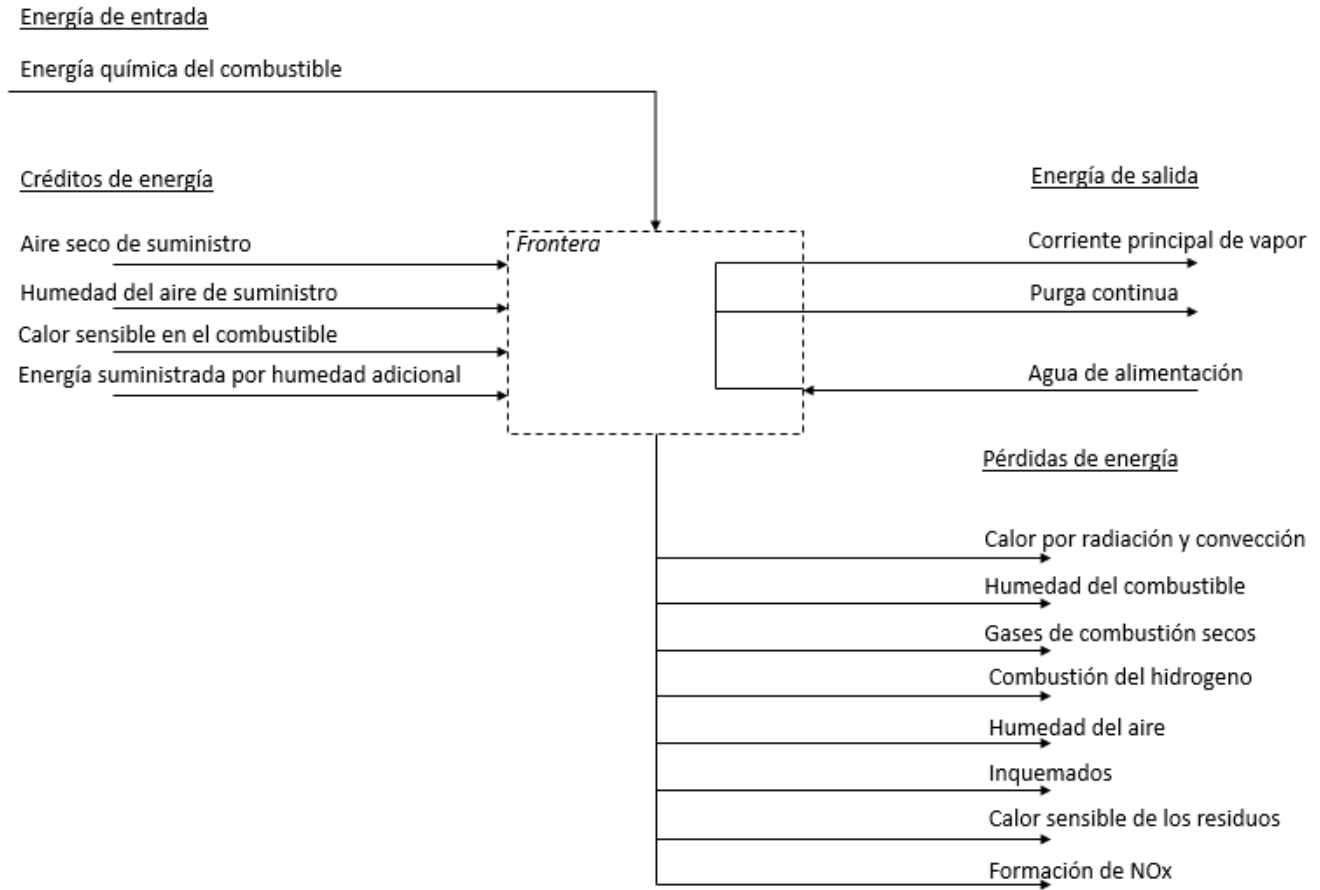 Energía de entrada
Energía química del combustible
Créditos de energía
Aire seco de suministro
Humedad del aire de suministro
Calor sensible en el combustible
Energía suministrada por humedad adicional
Frontera
Energía de salida
Corriente principal de vapor
Purga continua
Agua de alimentación
Pérdidas de energía
Calor por radiación y convección
Humedad del combustible
Gases de combustión secos
Combustión del hidrogeno
Humedad del aire
Inquemados
Calor sensible de los residuos
Formación de NOx